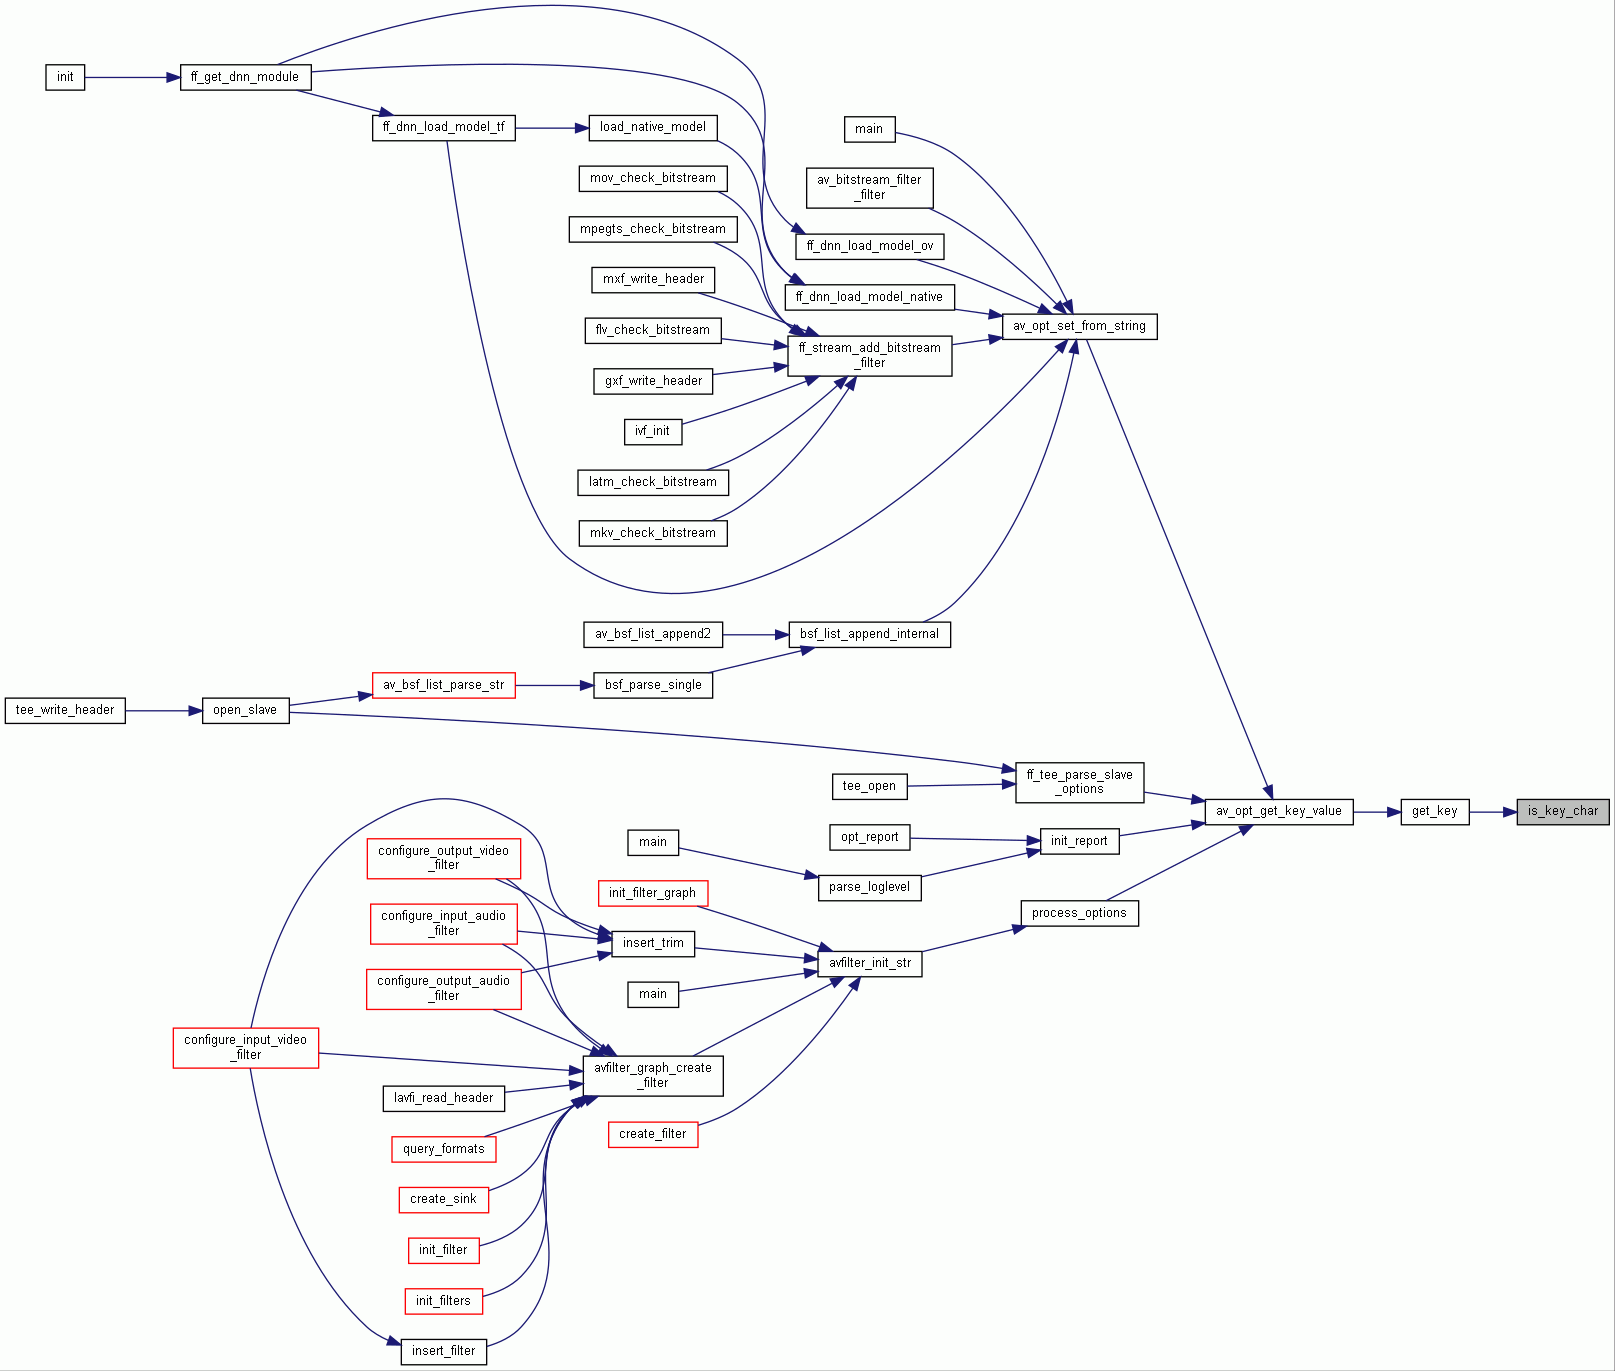 init
ff_get_dnn_module
ff_dnn_load_model_tf
load_native_model
main
mov_check_bitstream
av_bitstream_filter
_filter
mpegts_check_bitstream
ff_dnn_load_model_ov
mxf_write_header
ff_dnn_load_model_native
flv_check_bitstream
av_opt_set_from_string
ff_stream_add_bitstream
_filter
gxf_write_header
ivf_init
latm_check_bitstream
mkv_check_bitstream
av_bsf_list_append2
bsf_list_append_internal
av_bsf_list_parse_str
bsf_parse_single
tee_write_header
open_slave
ff_tee_parse_slave
_options
tee_open
av_opt_get_key_value
get_key
is_key_char
opt_report
init_report
main
configure_output_video
_filter
parse_loglevel
init_filter_graph
process_options
configure_input_audio
_filter
insert_trim
avfilter_init_str
configure_output_audio
_filter
main
configure_input_video
_filter
avfilter_graph_create
_filter
lavfi_read_header
create_filter
query_formats
create_sink
init_filter
init_filters
insert_filter